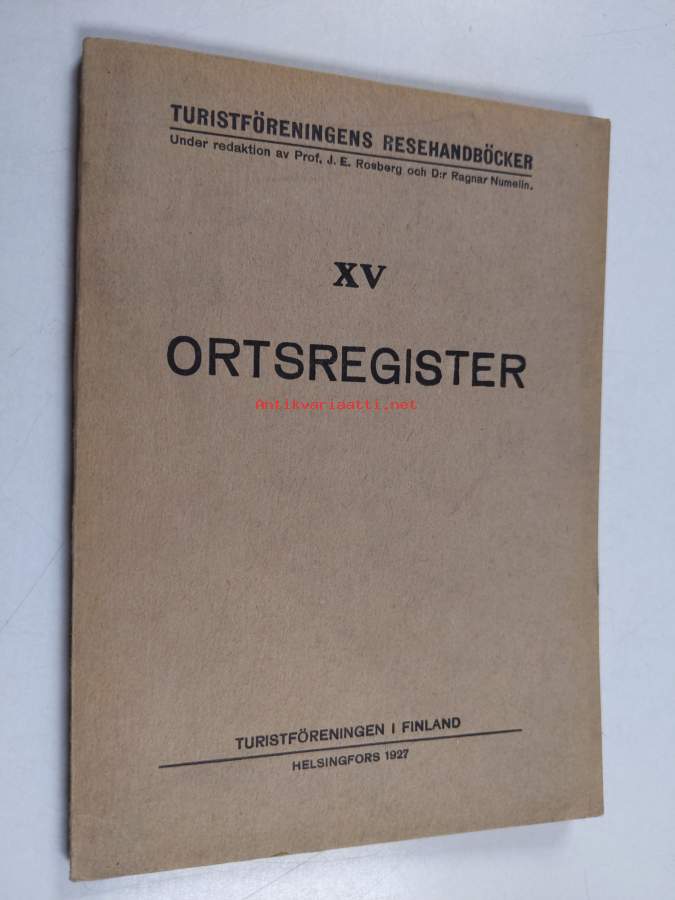 TURISTFÖRENINGENS RESEHANDBÖCKER
Under redaktion av Prof. J. E. Rosberg och D:r Ragnar Numelin.
XV
ORTSREGISTER
Antikvariaatti.net
TURISTFÖRENINGEN I FINLAND
HELSINGFORS 1927